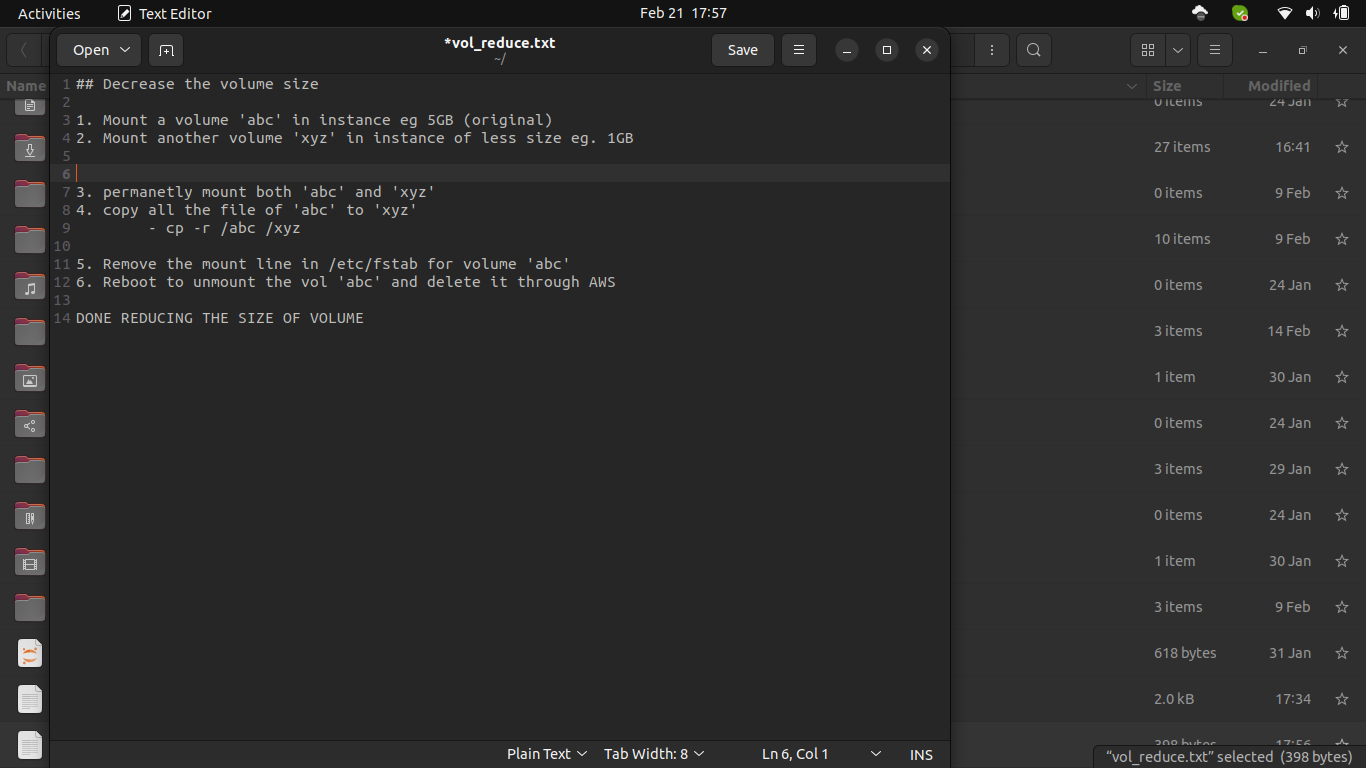 Activities Text Editor Feb 21 17:57
Open *vol_reduce.txt Save
~/
Name Size Modified
1 ## Decrease the volume size
2
3 1. Mount a volume 'abc' in instance eg 5GB (original)
4 2. Mount another volume 'xyz' in instance of less size eg. 1GB
5
6
7 3. permanetly mount both 'abc' and 'xyz'
8 4. copy all the file of 'abc' to 'xyz'
9 - cp -r /abc /xyz
10
11 5. Remove the mount line in /etc/fstab for volume 'abc'
12 6. Reboot to unmount the vol 'abc' and delete it through AWS
13
14 DONE REDUCING THE SIZE OF VOLUME
0 items 24 Jan
27 items 16:41
0 items 9 Feb
10 items 9 Feb
0 items 24 Jan
3 items 14 Feb
1 item 30 Jan
0 items 24 Jan
3 items 29 Jan
0 items 24 Jan
1 item 30 Jan
3 items 9 Feb
618 bytes 31 Jan
2.0 kB 17:34
398 bytes 17:56
Plain Text Tab Width: 8 Ln 6, Col 1 INS
“vol_reduce.txt” selected (398 bytes)